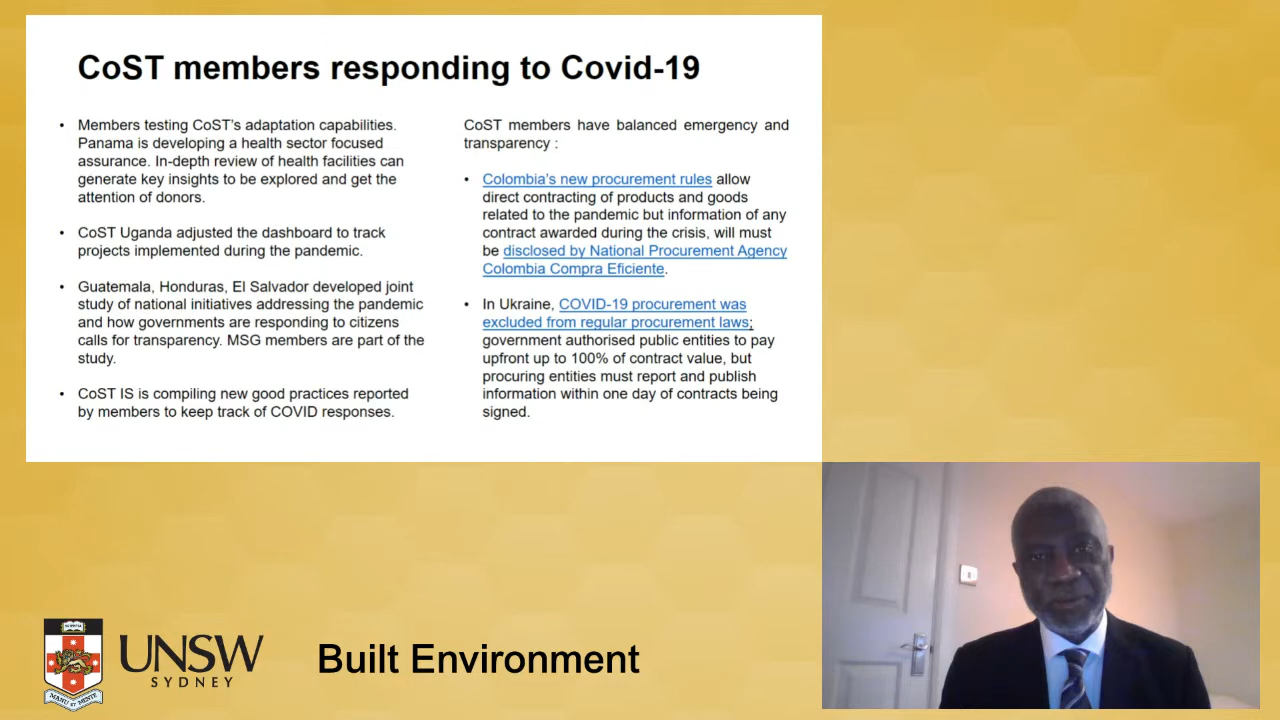 CoST members responding to Covid-19
• Members testing CoST's adaptation capabilities.
Panama is developing a health sector focused
assurance. In-depth review of health facilities can
generate key insights to be explored and get the
attention of donors.
• CoST Uganda adjusted the dashboard to track
projects implemented during the pandemic.
• Guatemala, Honduras, El Salvador developed joint
study of national initiatives addressing the pandemic
and how governments are responding to citizens
calls for transparency. MSG members are part of the
study.
• CoST IS is compiling new good practices reported
by members to keep track of COVID responses.
CoST members have balanced emergency and
transparency :
• Colombia's new procurement rules allow
direct contracting of products and goods
related to the pandemic but information of any
contract awarded during the crisis, will must
be disclosed by National Procurement Agency
Colombia Compra Eficiente.
• In Ukraine, COVID-19 procurement was
excluded from regular procurement laws;
government authorised public entities to pay
upfront up to 100% of contract value, but
procuring entities must report and publish
information within one day of contracts being
signed.
UNSW
SYDNEY
MANU ET MENTE
Built Environment